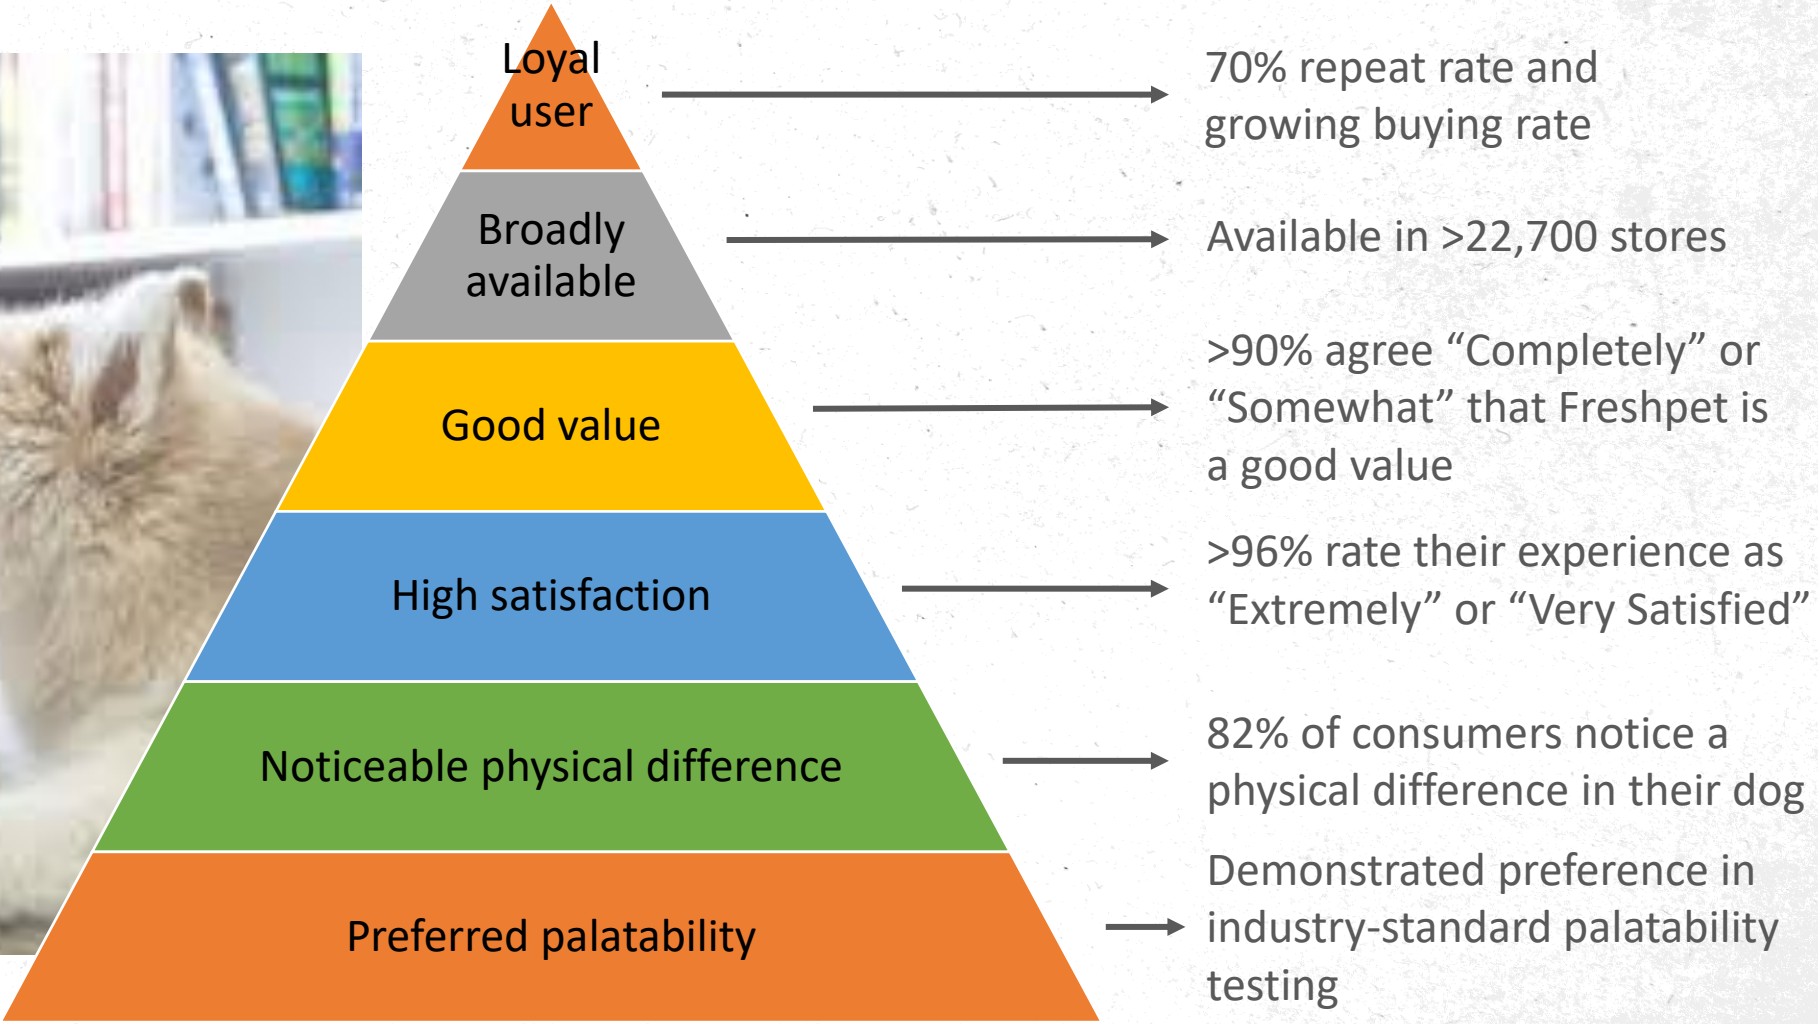 Loyal
user
70% repeat rate and
growing buying rate
Broadly
available
Available in >22,700 stores
Good value
>90% agree “Completely” or
“Somewhat” that Freshpet is
a good value
High satisfaction
>96% rate their experience as
“Extremely” or “Very Satisfied”
Noticeable physical difference
82% of consumers notice a
physical difference in their dog
Preferred palatability
Demonstrated preference in
industry-standard palatability
testing